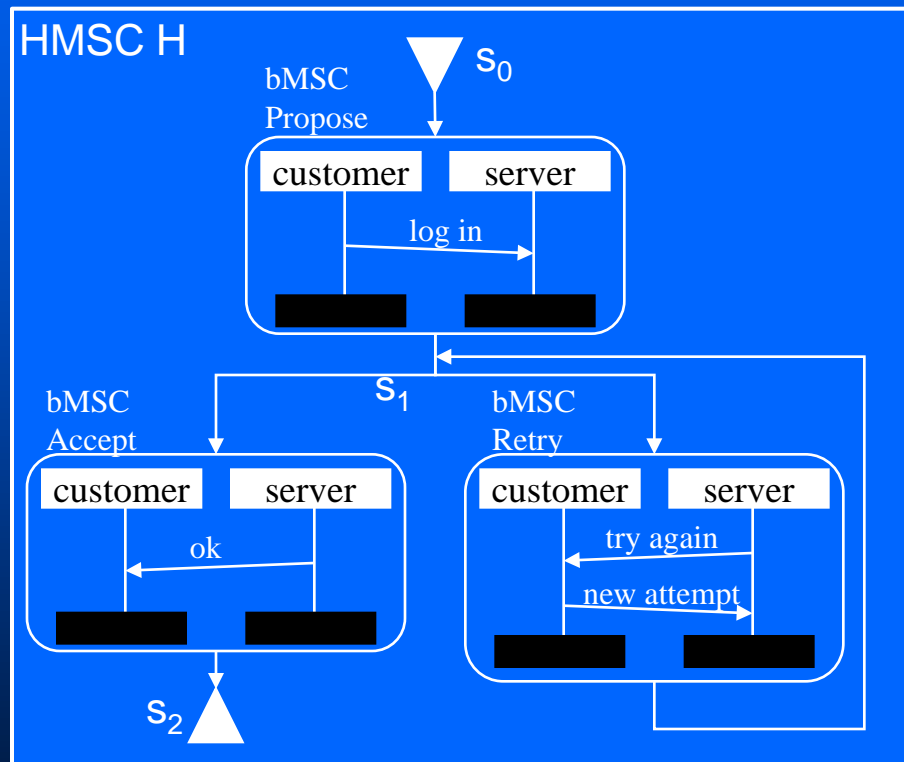 HMSC H
s0
bMSC
Propose
customer server
log in
s1
bMSC
Accept
customer server
ok
bMSC
Retry
customer server
try again
new attempt
s2